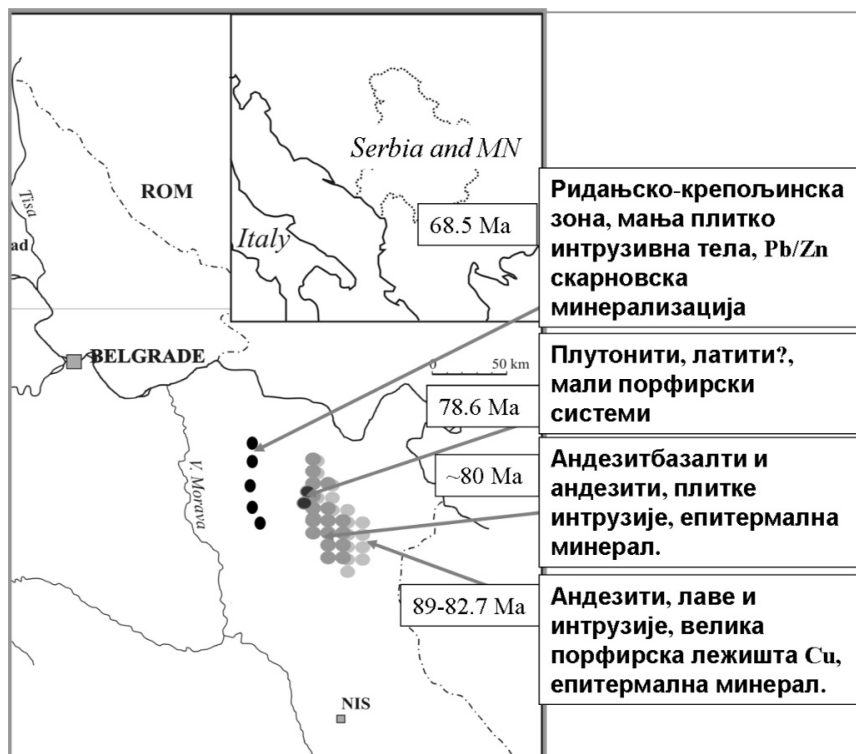 Tisa
ROM
ad
BELGRADE
Serbia and MN
Italy
68.5 Ma
Ридањско-крепољинска
зона, мања плитко
интрузивна тела, Pb/Zn
скарновска
минерализација
0 50 km
78.6 Ma
Плутонити, латити?,
мали порфирски
системи
V. Morava
~80 Ma
Андезитбазалти и
андезити, плитке
интрузије, епитермална
минерал.
89-82.7 Ma
Андезити, лаве и
интрузије, велика
порфирска лежишта Cu,
епитермална минерал.
NIS